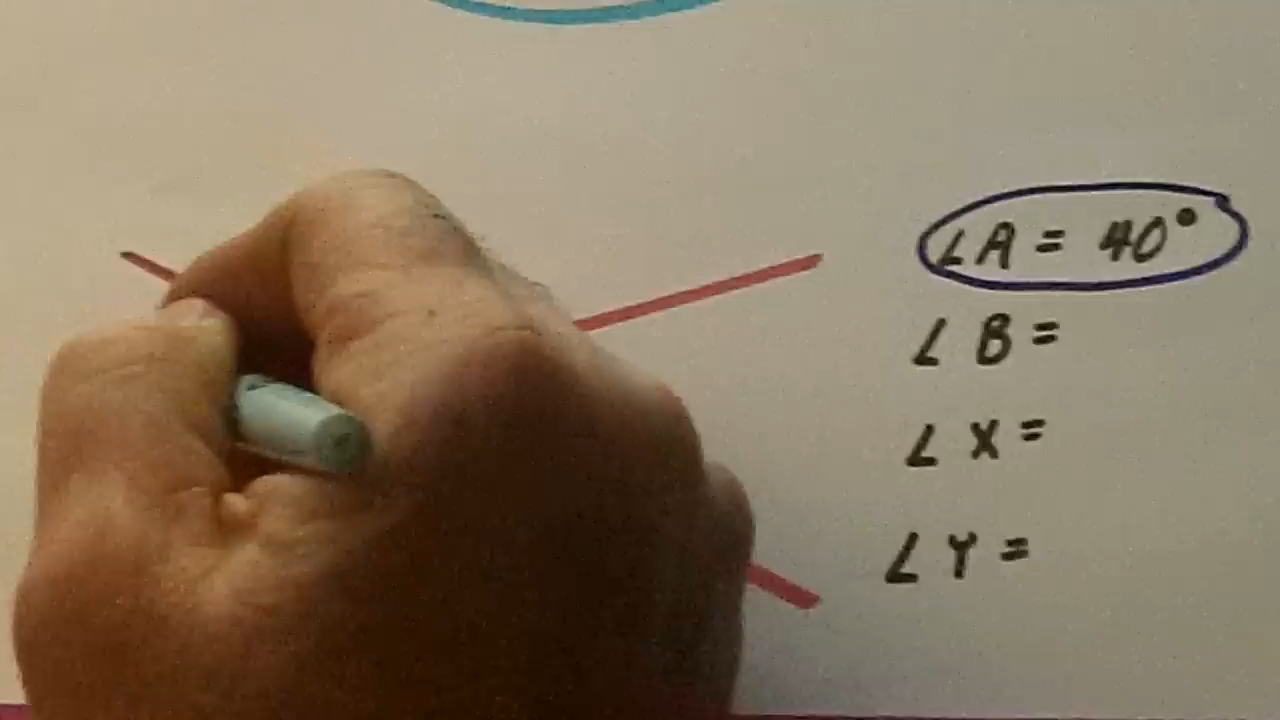 ∠A = 40°
∠ B =
∠ X =
∠ Y =